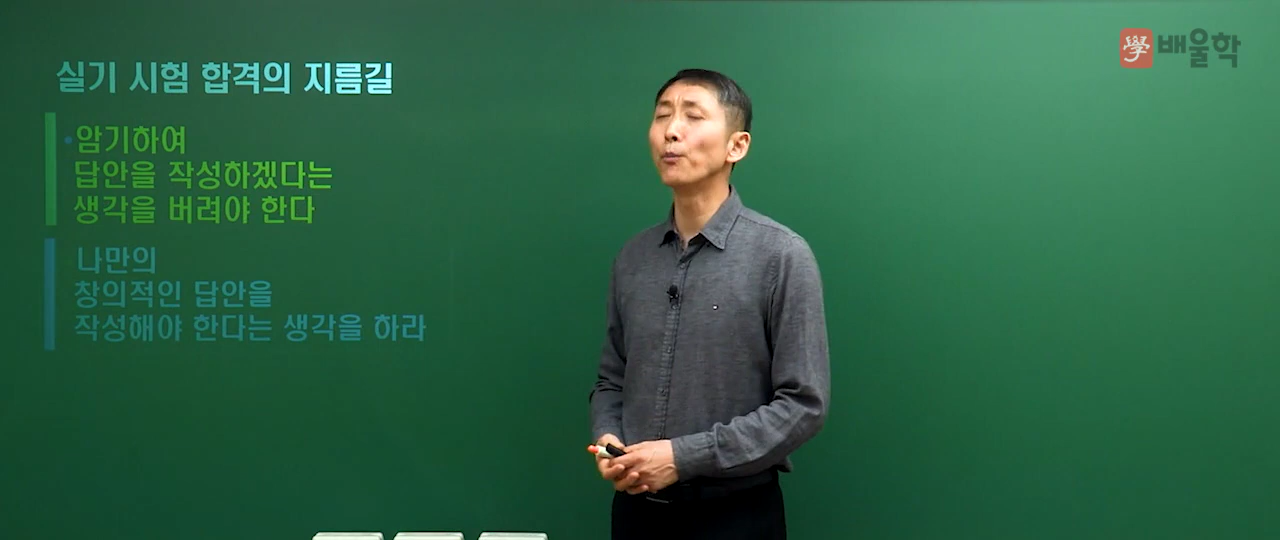 學 배울학
실기 시험 합격의 지름길
암기하여
답안을 작성하겠다는
생각을 버려야 한다
나만의
창의적인 답안을
작성해야 한다는 생각을 하라